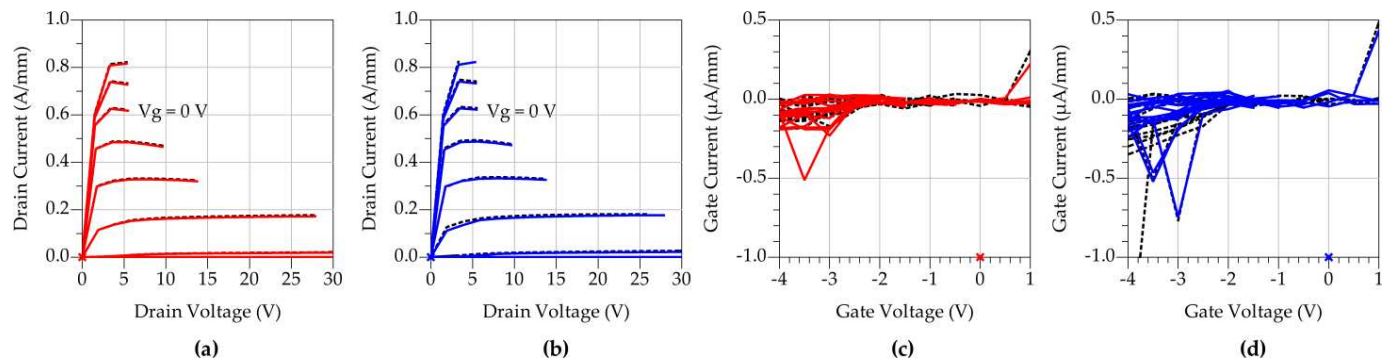 1.0
0.8
0.6
0.4
0.2
0.0
Drain Current (A/mm)
Vg = 0 V
0 5 10 15 20 25 30
Drain Voltage (V)
(a)
1.0
0.8
0.6
0.4
0.2
0.0
Drain Current (A/mm)
Vg = 0 V
0 5 10 15 20 25 30
Drain Voltage (V)
(b)
0.5
0.0
-0.5
-1.0
Gate Current (µA/mm)
-4 -3 -2 -1 0 1
Gate Voltage (V)
(c)
0.5
0.0
-0.5
-1.0
Gate Current (µA/mm)
-4 -3 -2 -1 0 1
Gate Voltage (V)
(d)